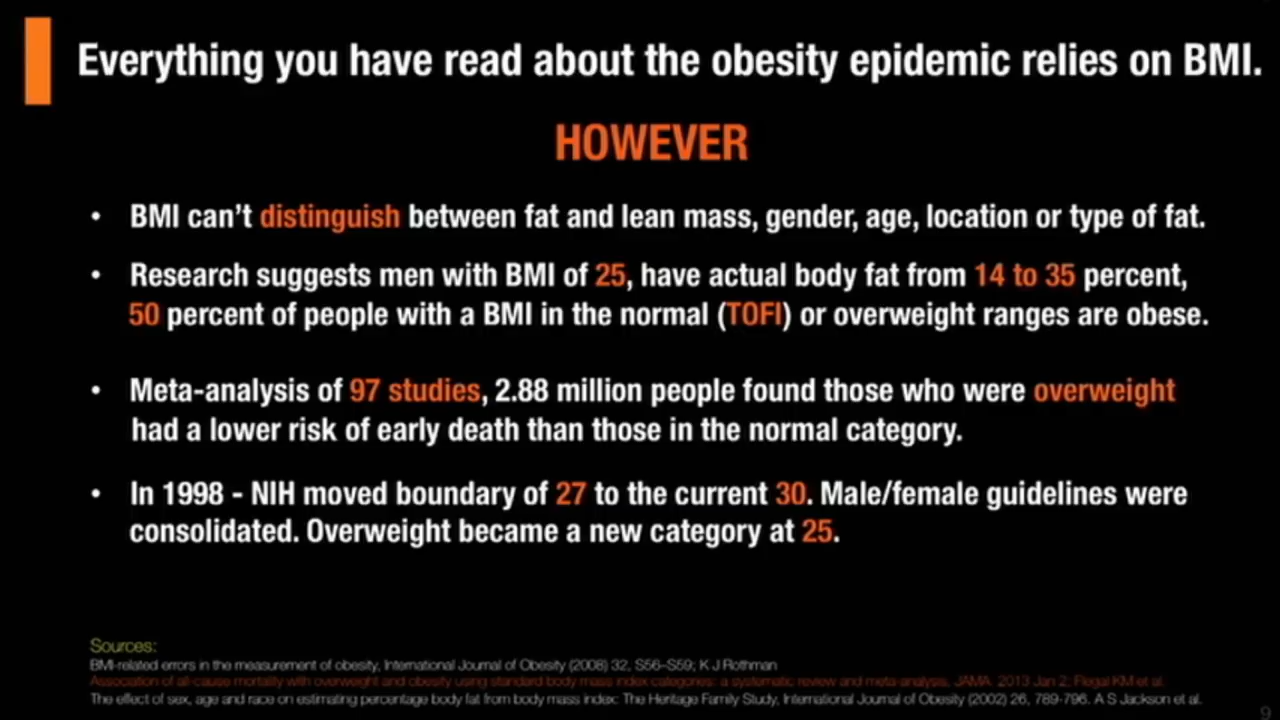 Everything you have read about the obesity epidemic relies on BMI.
HOWEVER
• BMI can't distinguish between fat and lean mass, gender, age, location or type of fat.
• Research suggests men with BMI of 25, have actual body fat from 14 to 35 percent,
50 percent of people with a BMI in the normal (TOFI) or overweight ranges are obese.
• Meta-analysis of 97 studies, 2.88 million people found those who were overweight
had a lower risk of early death than those in the normal category.
• In 1998 - NIH moved boundary of 27 to the current 30. Male/female guidelines were
consolidated. Overweight became a new category at 25.
Sources:
BMI-related errors in the measurement of obesity, International Journal of Obesity (2008) 32, S56–S59; K J Rothman
Association of all-cause mortality with overweight and obesity using standard body mass index categories: a systematic review and meta-analysis, JAMA. 2013 Jan 2; Flegal KM et al.
The effect of sex, age and race on estimating percentage body fat from body mass index: The Heritage Family Study, International Journal of Obesity (2002) 26, 789-796. A S Jackson et al.
9